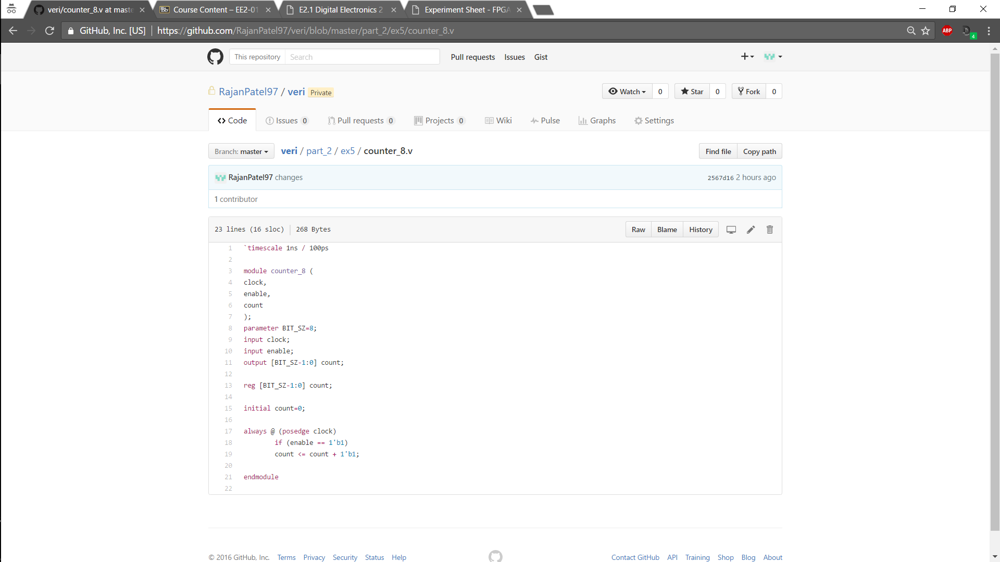 veri/counter_8.v at maste
Course Content – EE2-01
E2.1 Digital Electronics 2
Experiment Sheet - FPGA
GitHub, Inc. [US]
https://github.com/RajanPatel97/veri/blob/master/part_2/ex5/counter_8.v
ABP
4
This repository
Search
Pull requests
Issues
Gist
RajanPatel97 / veri
Private
Watch 0
Star 0
Fork 0
Code
Issues 0
Pull requests 0
Projects 0
Wiki
Pulse
Graphs
Settings
Branch: master
veri / part_2 / ex5 / counter_8.v
Find file
Copy path
RajanPatel97 changes
2567d16 2 hours ago
1 contributor
23 lines (16 sloc)
268 Bytes
Raw
Blame
History
1 `timescale 1ns / 100ps
2
3 module counter_8 (
4 clock,
5 enable,
6 count
7 );
8 parameter BIT_SZ=8;
9 input clock;
10 input enable;
11 output [BIT_SZ-1:0] count;
12
13 reg [BIT_SZ-1:0] count;
14
15 initial count=0;
16
17 always @ (posedge clock)
18 if (enable == 1'b1)
19 count <= count + 1'b1;
20
21 endmodule
22
© 2016 GitHub, Inc.
Terms
Privacy
Security
Status
Help
Contact GitHub
API
Training
Shop
Blog
About